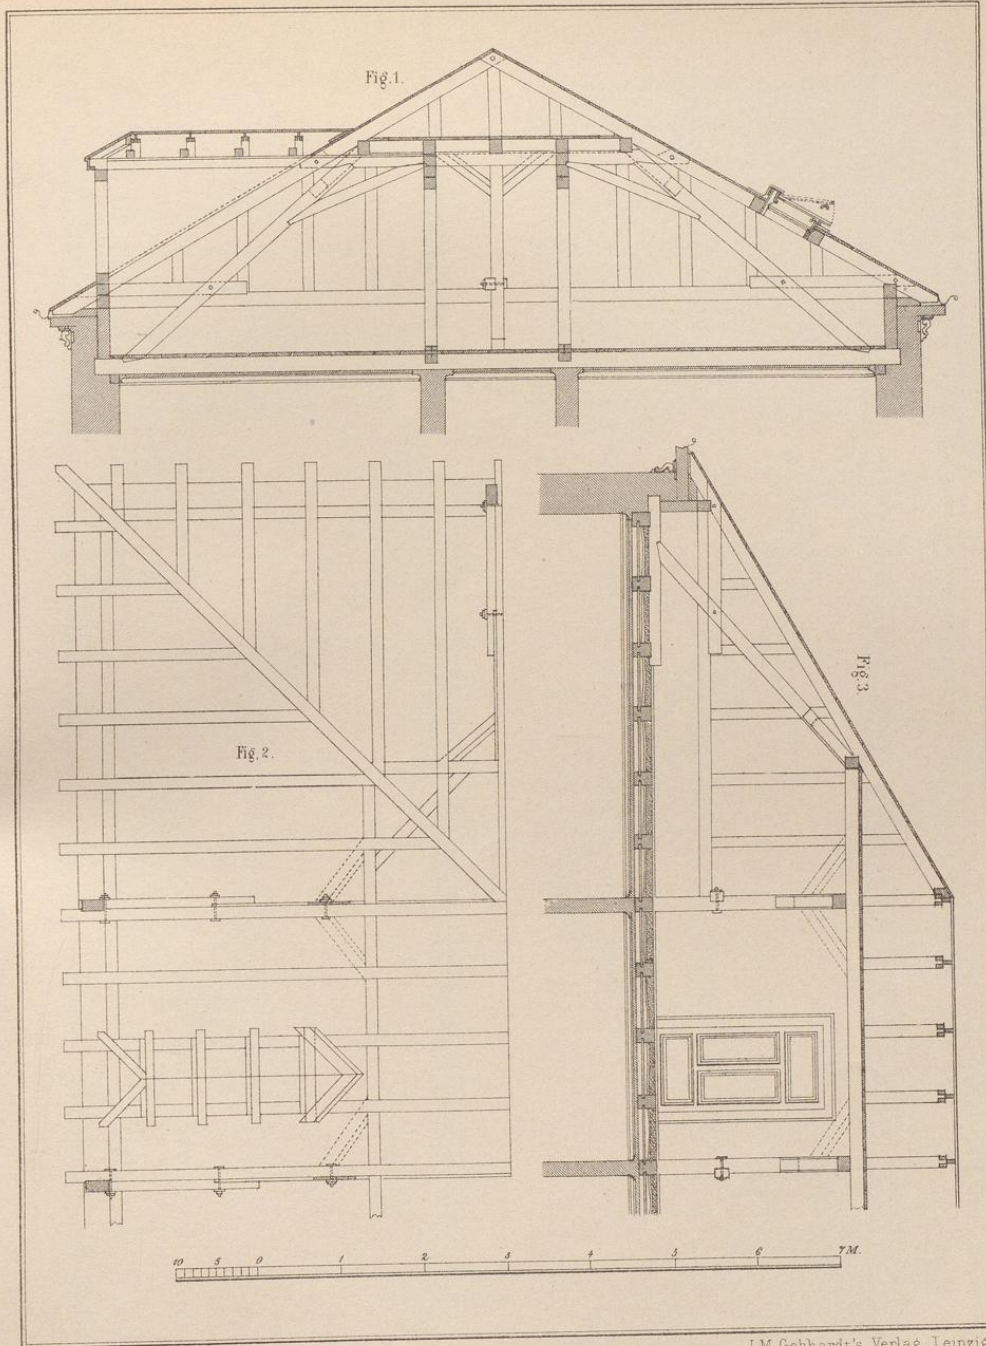 Fig. 1.
Fig. 2.
Fig. 3.
10 5 0 1 2 3 4 5 6 7 M.
J.M. Gebhardt's Verlag, Leipzig